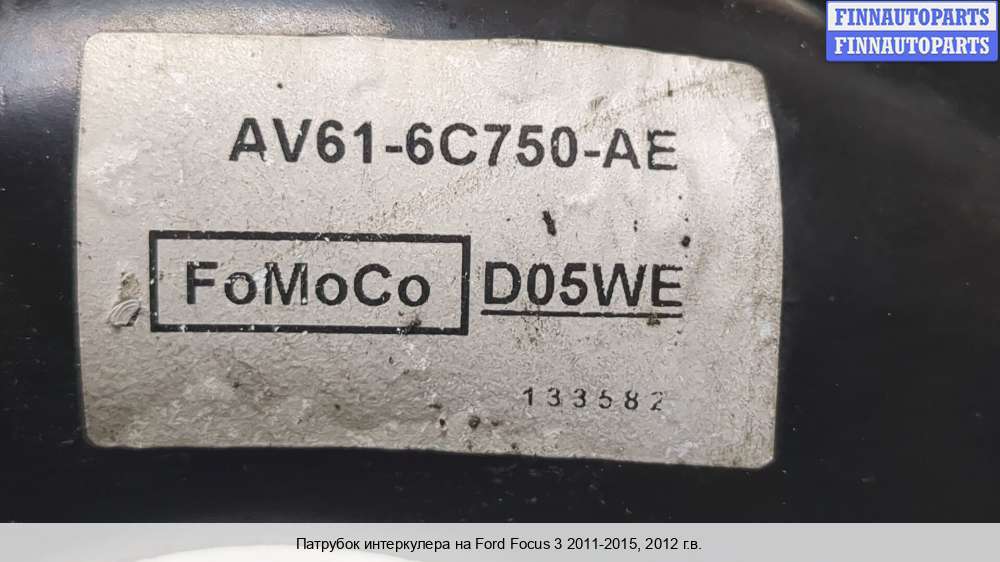 FINNAUTOPARTS
FINNAUTOPARTS
AV61-6C750-AE
FoMoCo D05WE
133582
Патрубок интеркулера на Ford Focus 3 2011-2015, 2012 г.в.